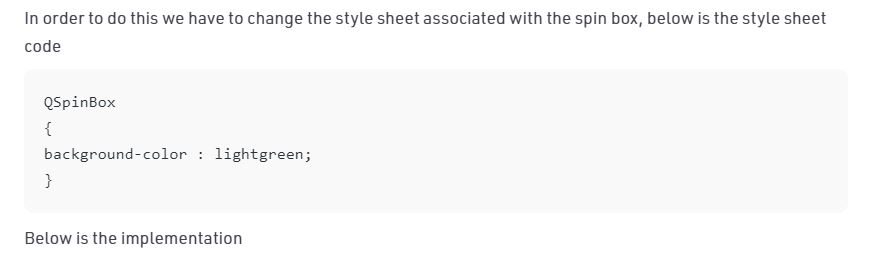 In order to do this we have to change the style sheet associated with the spin box, below is the style sheet
code
QSpinBox
{
background-color : lightgreen;
}
Below is the implementation